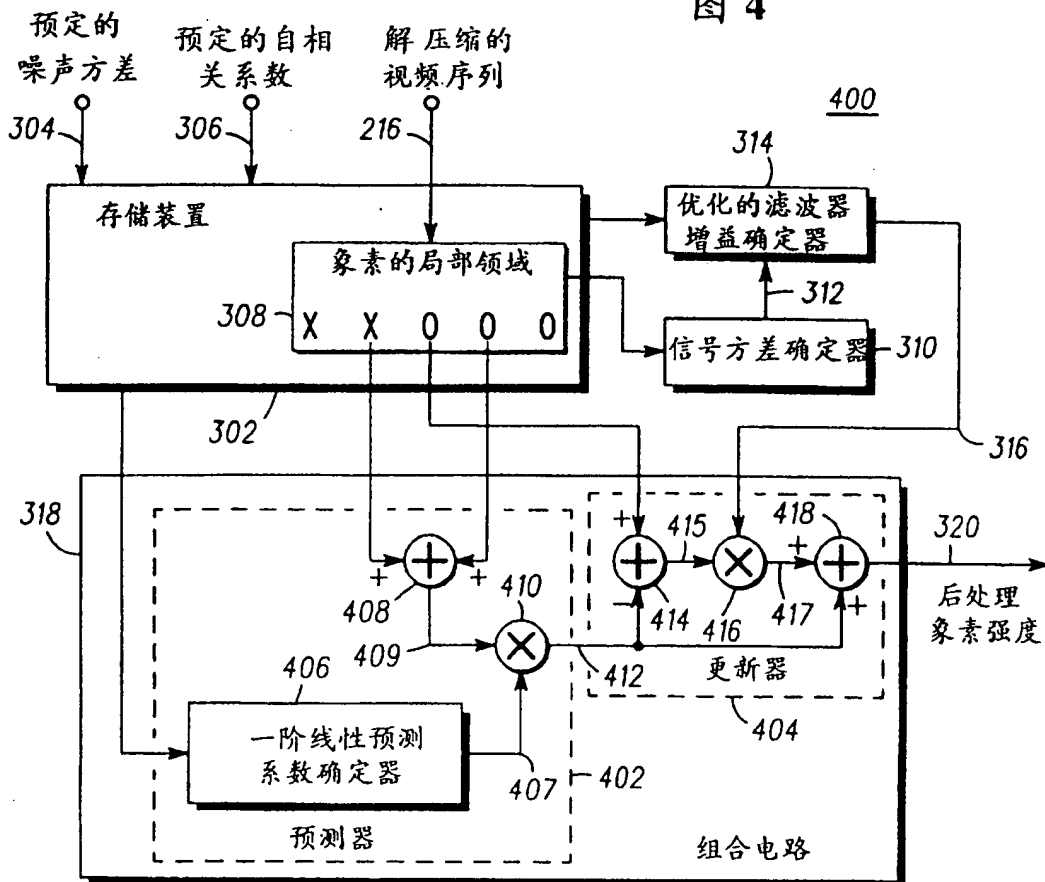 图 4
预定的
噪声方差
预定的自相
关系数
解压缩的
视频序列
400
304
306
216
314
存储装置
优化的滤波器
增益确定器
象素的局部领域
312
308
X X O O O
信号方差确定器
310
302
316
318
+
415
+
418
320
+
+
410
408
-
414
416
417
+
后处理
象素强度
409
412
更新器
406
404
一阶线性预测
系数确定器
407
402
预测器
组合电路